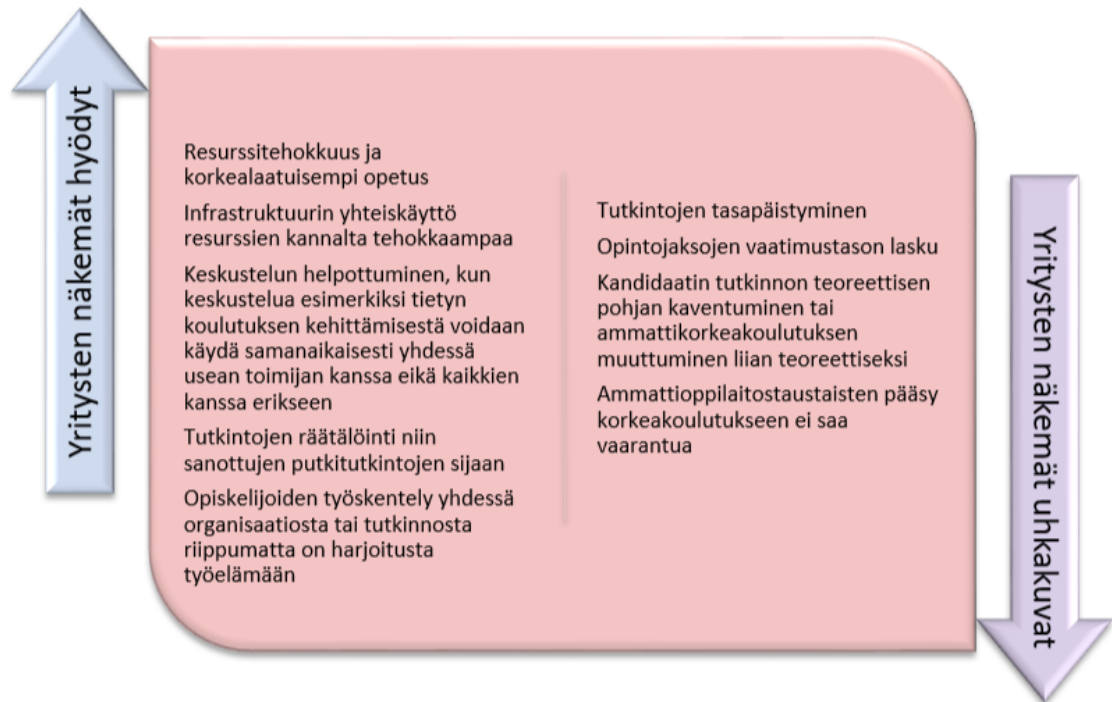 Yritysten näkemät hyödyt
Resurssitehokkuus ja
korkealaatuisempi opetus
Infrastruktuurin yhteiskäyttö
resurssien kannalta tehokkaampaa
Keskustelun helpottuminen, kun
keskustelua esimerkiksi tietyn
koulutuksen kehittämisestä voidaan
käydä samanaikaisesti yhdessä
usean toimijan kanssa eikä kaikkien
kanssa erikseen
Tutkintojen räätälöinti niin
sanottujen putkitutkintojen sijaan
Opiskelijoiden työskentely yhdessä
organisaatiosta tai tutkinnosta
riippumatta on harjoitusta
työelämään
Tutkintojen tasapäistyminen
Opintojaksojen vaatimustason lasku
Kandidaatin tutkinnon teoreettisen
pohjan kaventuminen tai
ammattikorkeakoulutuksen
muuttuminen liian teoreettiseksi
Ammattioppilaitostaustaisten pääsy
korkeakoulutukseen ei saa
vaarantua
Yritysten näkemät uhkakuvat